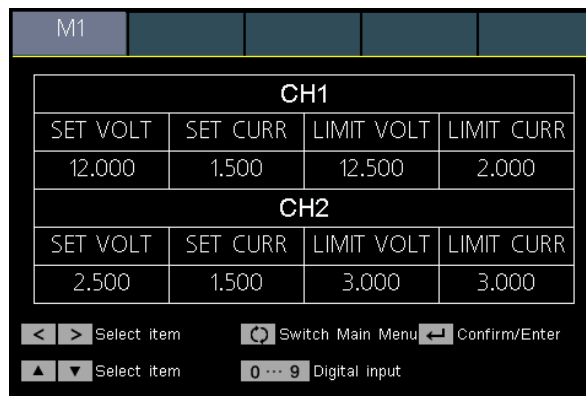 M1
CH1
SET VOLT SET CURR LIMIT VOLT LIMIT CURR
12.000 1.500 12.500 2.000
CH2
SET VOLT SET CURR LIMIT VOLT LIMIT CURR
2.500 1.500 3.000 3.000
< > Select item Switch Main Menu Confirm/Enter
▲ ▼ Select item 0 ··· 9 Digital input